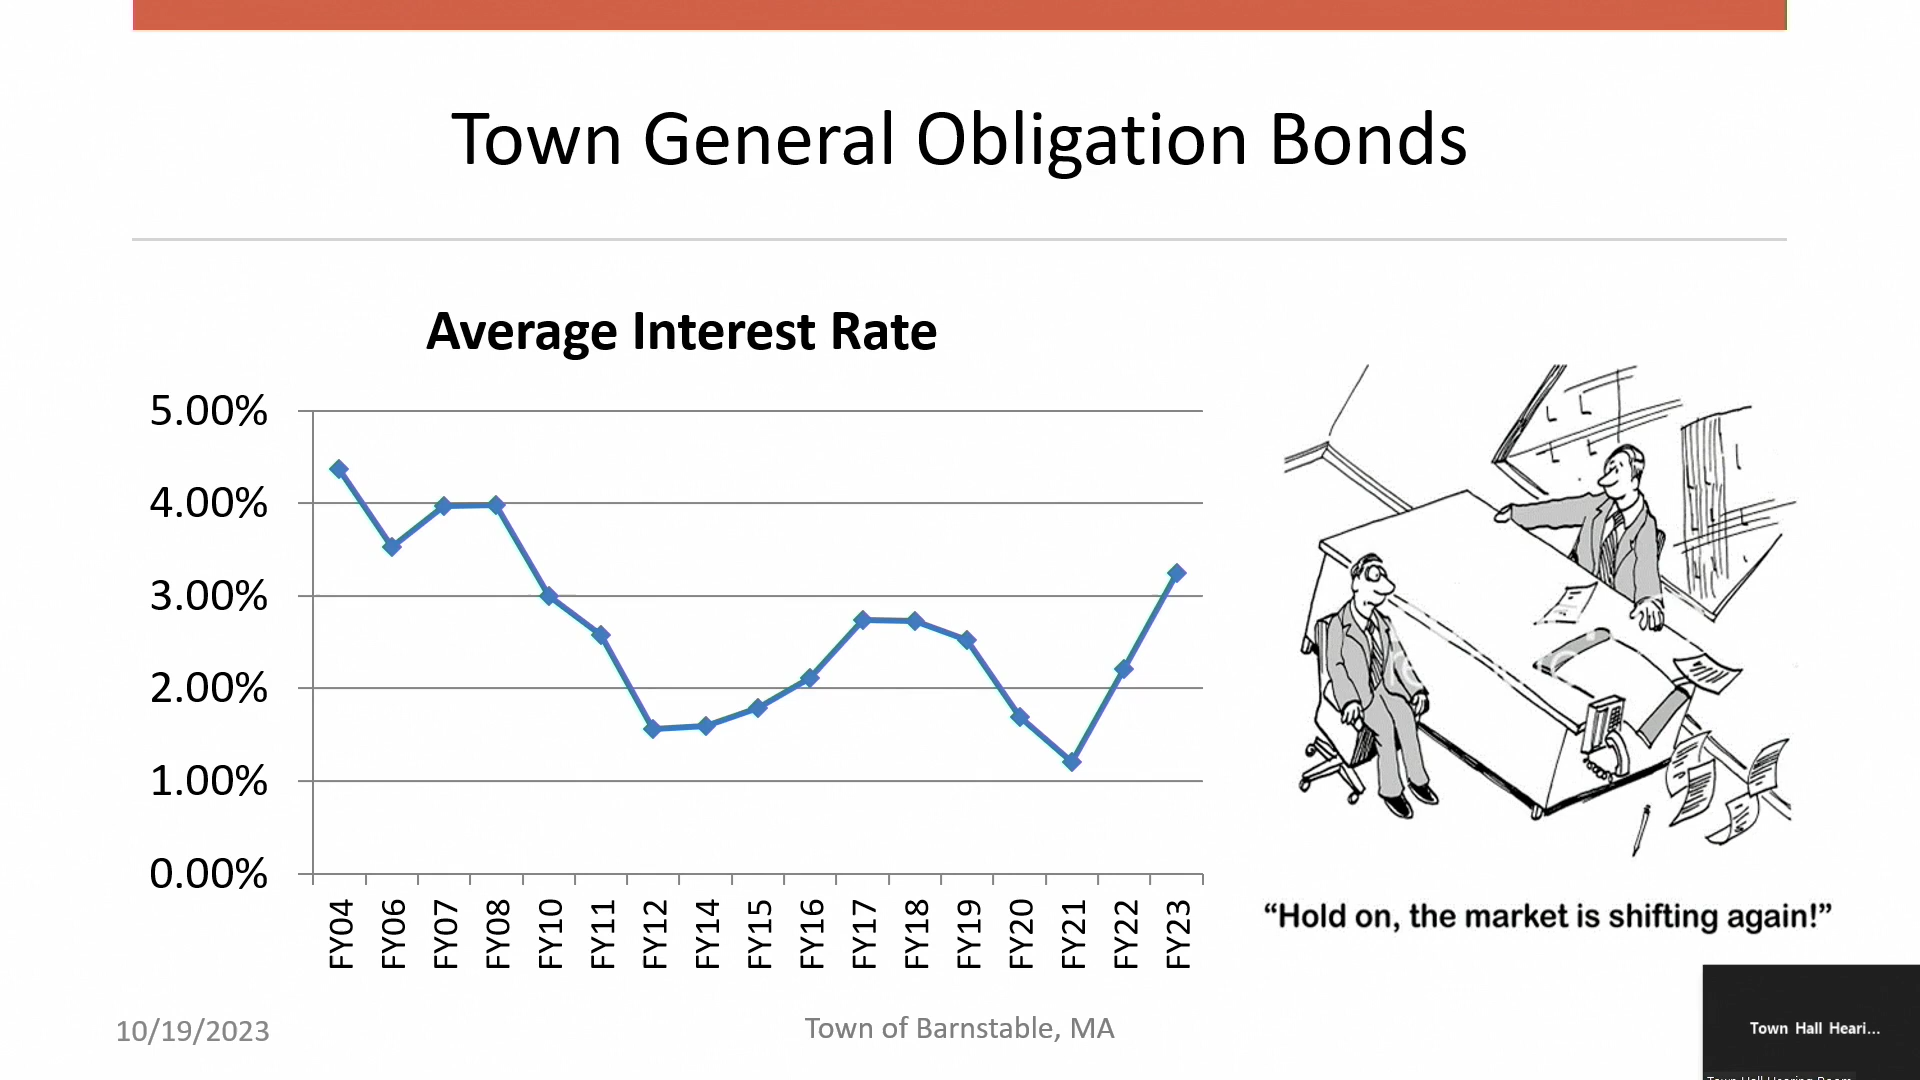 Town General Obligation Bonds
Average Interest Rate
5.00%
4.00%
3.00%
2.00%
1.00%
0.00%
FY04
FY06
FY07
FY08
FY10
FY11
FY12
FY14
FY15
FY16
FY17
FY18
FY19
FY20
FY21
FY22
FY23
“Hold on, the market is shifting again!”
10/19/2023
Town of Barnstable, MA
Town Hall Heari...